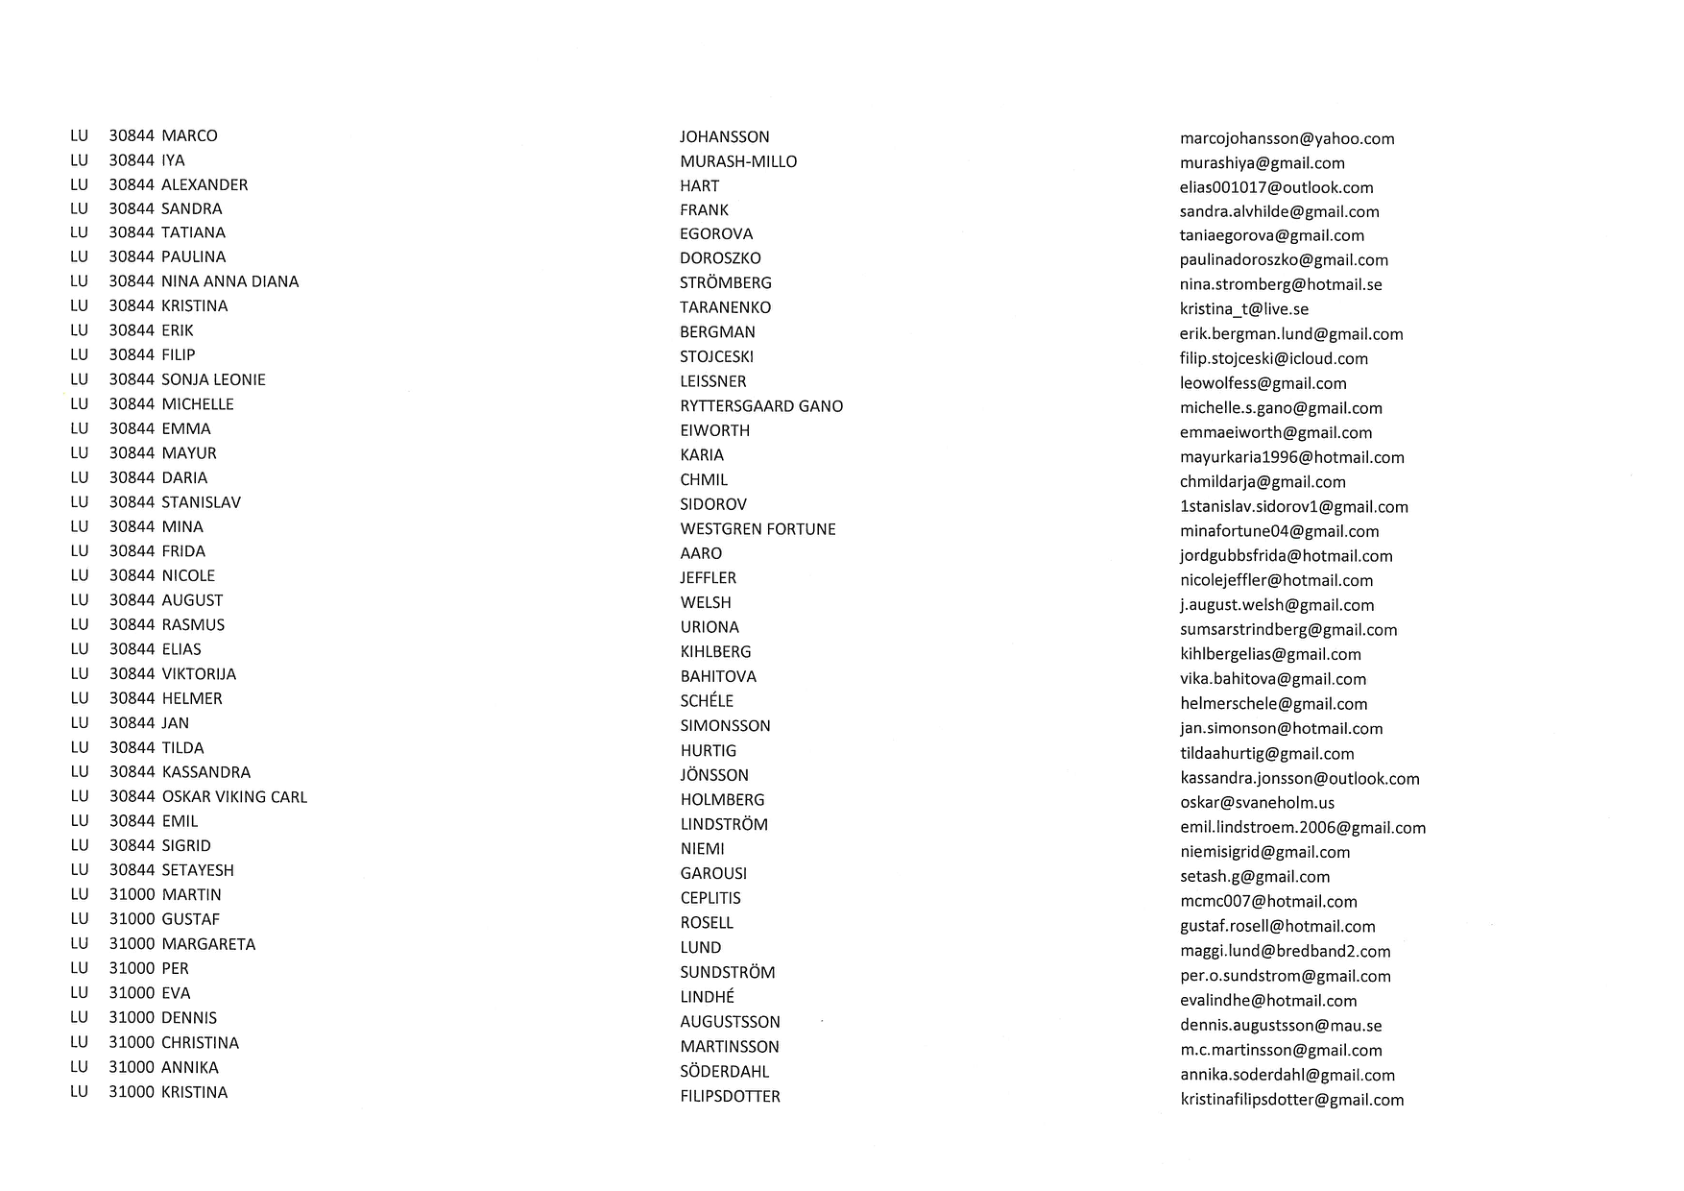 LU 30844 MARCO JOHANSSON marcojohansson@yahoo.com
LU 30844 IYA MURASH-MILLO murashiya@gmail.com
LU 30844 ALEXANDER HART elias001017@outlook.com
LU 30844 SANDRA FRANK sandra.alvhilde@gmail.com
LU 30844 TATIANA EGOROVA taniaegorova@gmail.com
LU 30844 PAULINA DOROSZKO paulinadoroszko@gmail.com
LU 30844 NINA ANNA DIANA STRÖMBERG nina.stromberg@hotmail.se
LU 30844 KRISTINA TARANENKO kristina_t@live.se
LU 30844 ERIK BERGMAN erik.bergman.lund@gmail.com
LU 30844 FILIP STOJCESKI filip.stojceski@icloud.com
LU 30844 SONJA LEONIE LEISSNER leowolfess@gmail.com
LU 30844 MICHELLE RYTTERSGAARD GANO michelle.s.gano@gmail.com
LU 30844 EMMA EIWORTH emmaeiworth@gmail.com
LU 30844 MAYUR KARIA mayurkaria1996@hotmail.com
LU 30844 DARIA CHMIL chmildarja@gmail.com
LU 30844 STANISLAV SIDOROV 1stanislav.sidorov1@gmail.com
LU 30844 MINA WESTGREN FORTUNE minafortune04@gmail.com
LU 30844 FRIDA AARO jordgubbsfrida@hotmail.com
LU 30844 NICOLE JEFFLER nicolejeffler@hotmail.com
LU 30844 AUGUST WELSH j.august.welsh@gmail.com
LU 30844 RASMUS URIONA sumsarstrindberg@gmail.com
LU 30844 ELIAS KIHLBERG kihlbergelias@gmail.com
LU 30844 VIKTORIJA BAHITOVA vika.bahitova@gmail.com
LU 30844 HELMER SCHÉLE helmerschele@gmail.com
LU 30844 JAN SIMONSSON jan.simonson@hotmail.com
LU 30844 TILDA HURTIG tildaahurtig@gmail.com
LU 30844 KASSANDRA JÖNSSON kassandra.jonsson@outlook.com
LU 30844 OSKAR VIKING CARL HOLMBERG oskar@svaneholm.us
LU 30844 EMIL LINDSTRÖM emil.lindstroem.2006@gmail.com
LU 30844 SIGRID NIEMI niemisigrid@gmail.com
LU 30844 SETAYESH GAROUSI setash.g@gmail.com
LU 31000 MARTIN CEPLITIS mcmc007@hotmail.com
LU 31000 GUSTAF ROSELL gustaf.rosell@hotmail.com
LU 31000 MARGARETA LUND maggi.lund@bredband2.com
LU 31000 PER SUNDSTRÖM per.o.sundstrom@gmail.com
LU 31000 EVA LINDHÉ evalindhe@hotmail.com
LU 31000 DENNIS AUGUSTSSON dennis.augustsson@mau.se
LU 31000 CHRISTINA MARTINSSON m.c.martinsson@gmail.com
LU 31000 ANNIKA SÖDERDAHL annika.soderdahl@gmail.com
LU 31000 KRISTINA FILIPSDOTTER kristinafilipsdotter@gmail.com